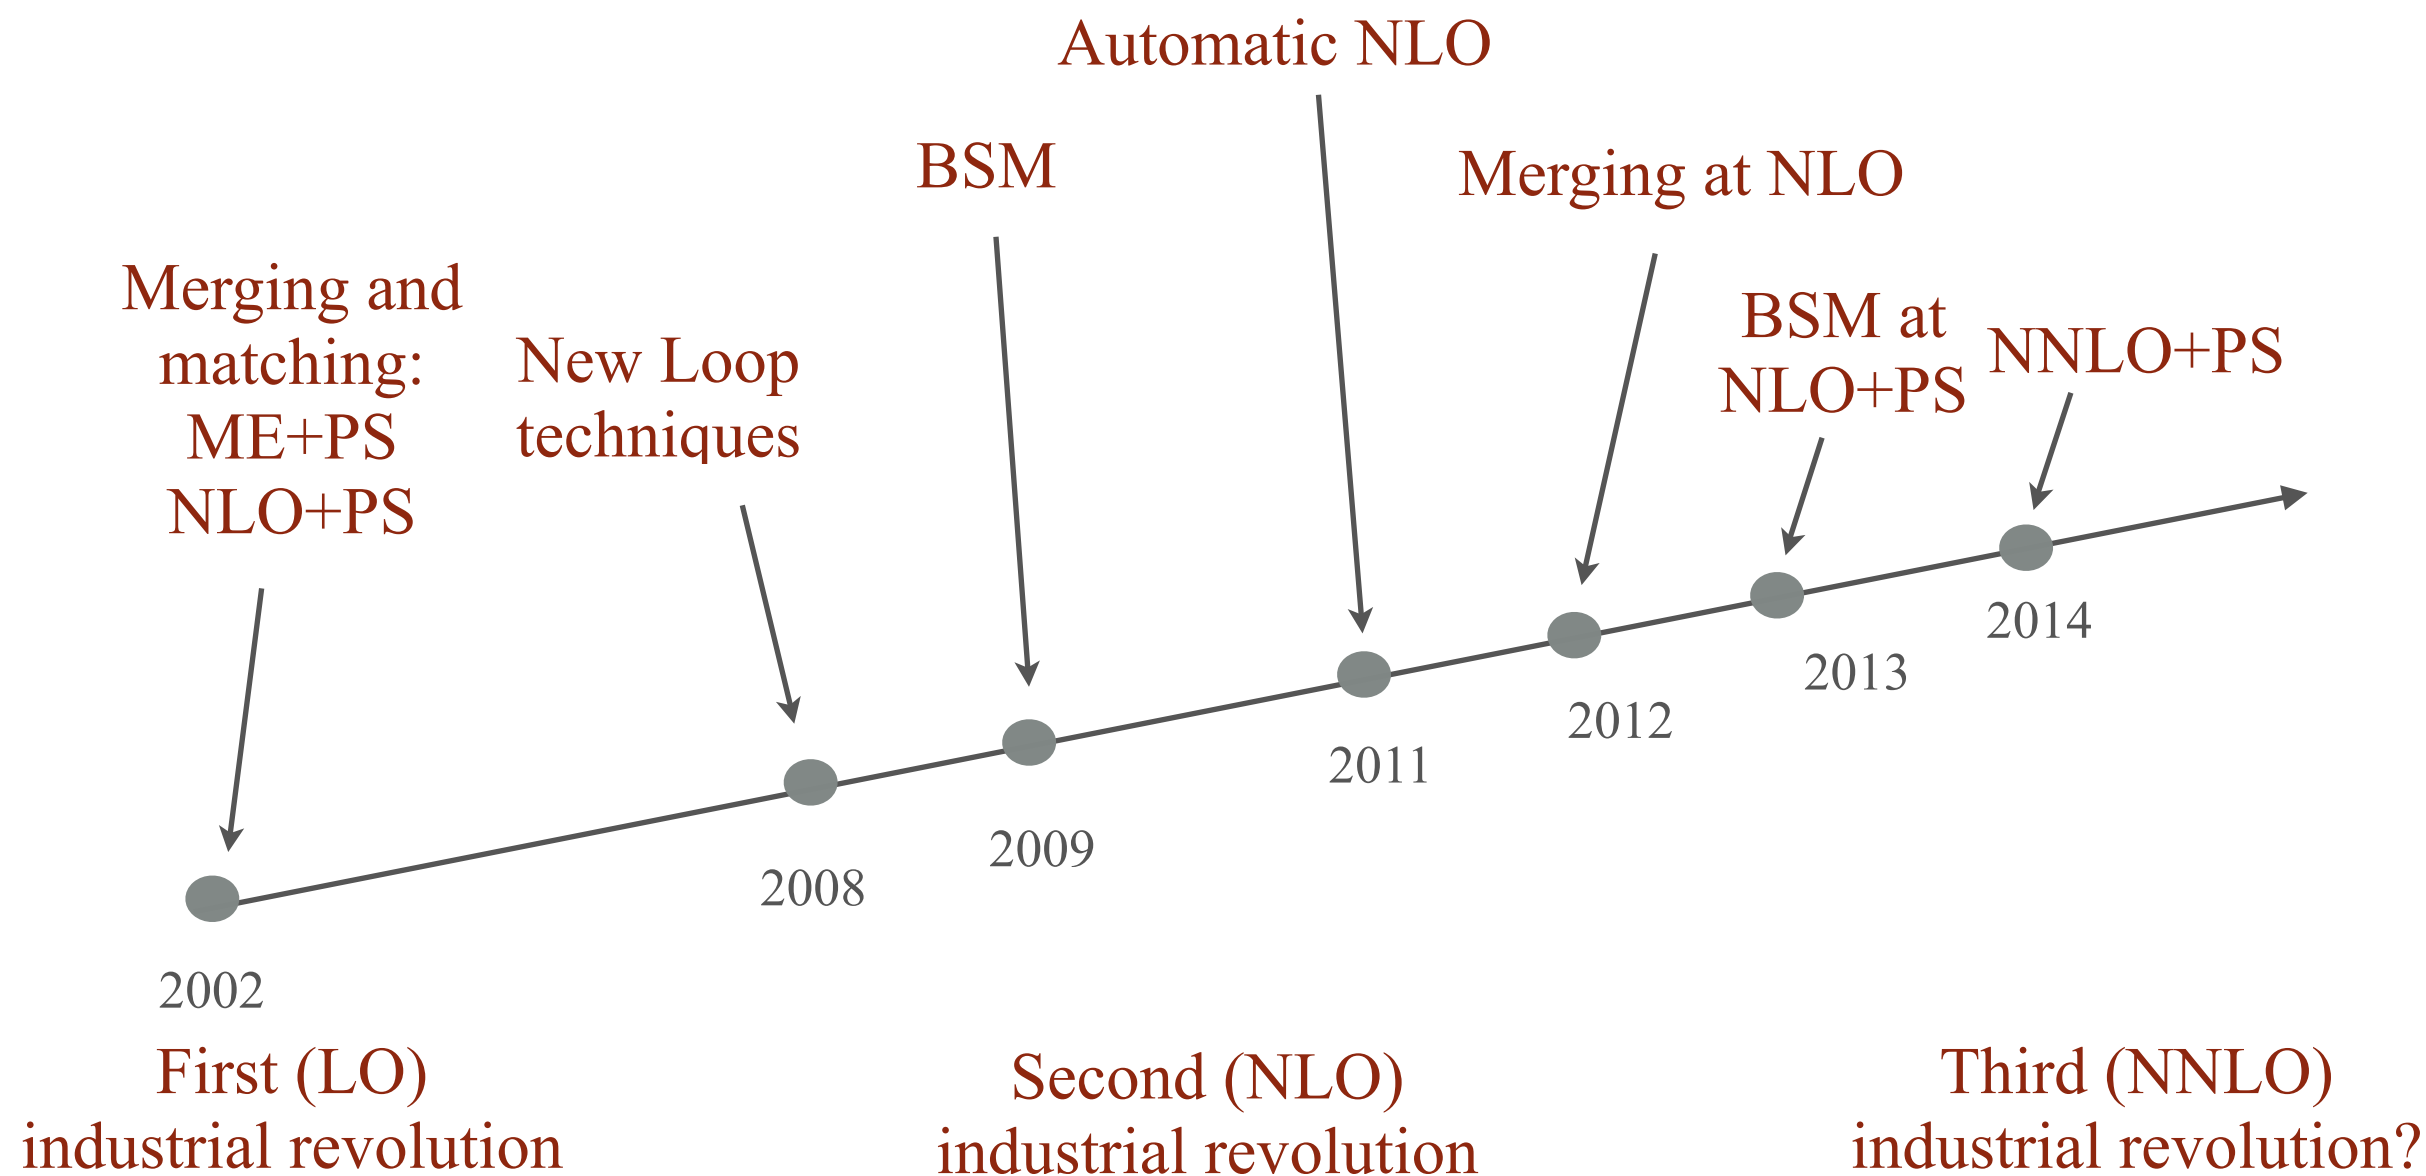 Automatic NLO
BSM
Merging at NLO
Merging and
matching:
ME+PS
NLO+PS
New Loop
techniques
BSM at
NLO+PS
NNLO+PS
2014
2013
2012
2011
2009
2008
2002
First (LO)
industrial revolution
Second (NLO)
industrial revolution
Third (NNLO)
industrial revolution?